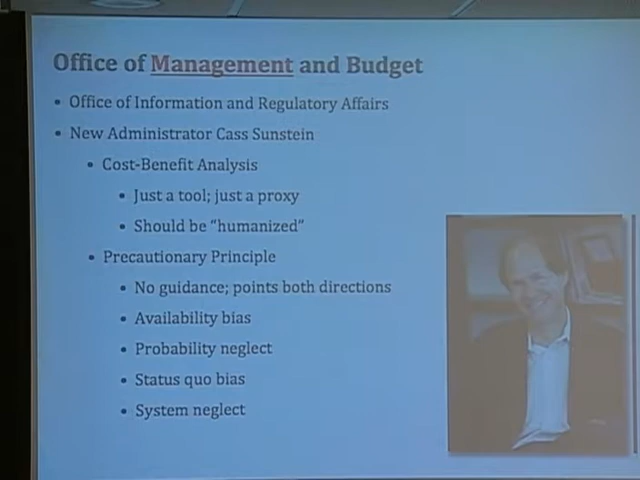 Office of Management and Budget
• Office of Information and Regulatory Affairs
• New Administrator Cass Sunstein
• Cost-Benefit Analysis
• Just a tool; just a proxy
• Should be “humanized”
• Precautionary Principle
• No guidance; points both directions
• Availability bias
• Probability neglect
• Status quo bias
• System neglect